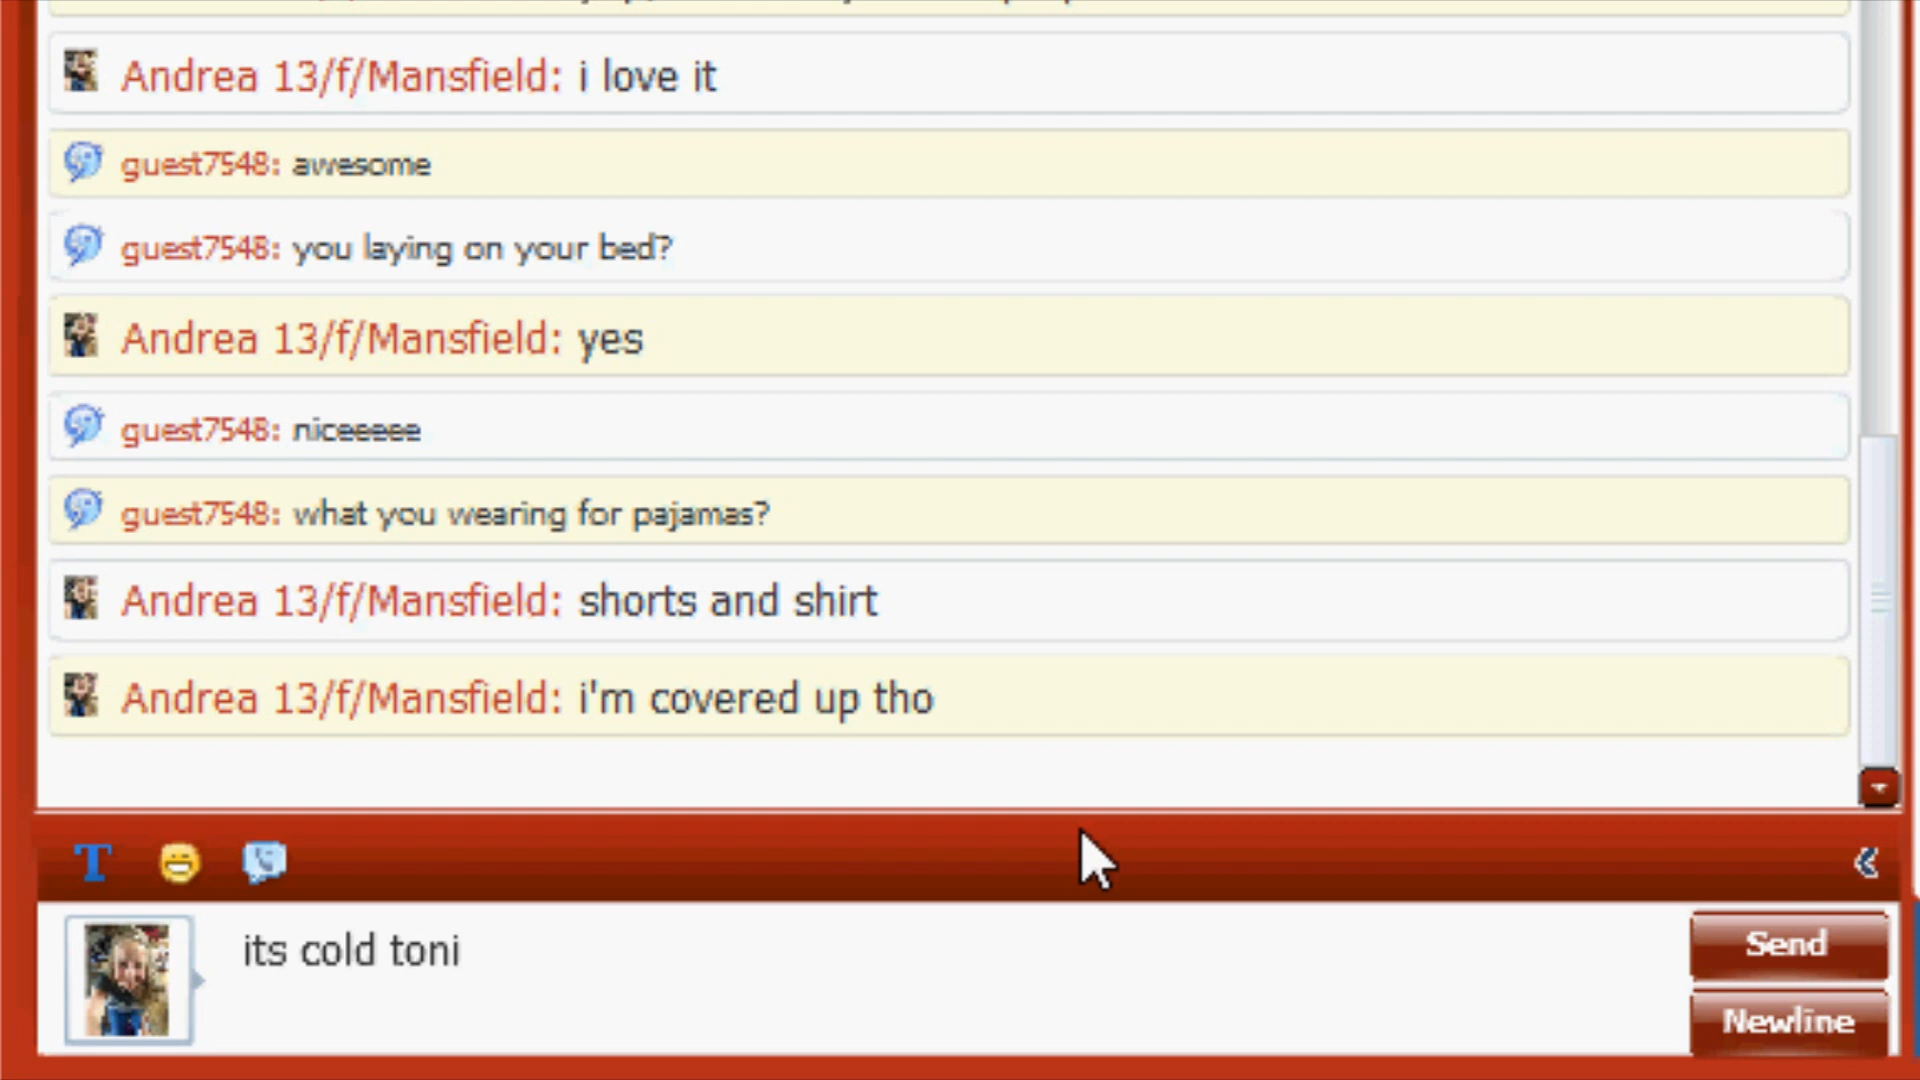 Andrea 13/f/Mansfield: i love it
guest7548: awesome
guest7548: you laying on your bed?
Andrea 13/f/Mansfield: yes
guest7548: niceeeee
guest7548: what you wearing for pajamas?
Andrea 13/f/Mansfield: shorts and shirt
Andrea 13/f/Mansfield: i'm covered up tho
T
its cold toni
Send
Newline